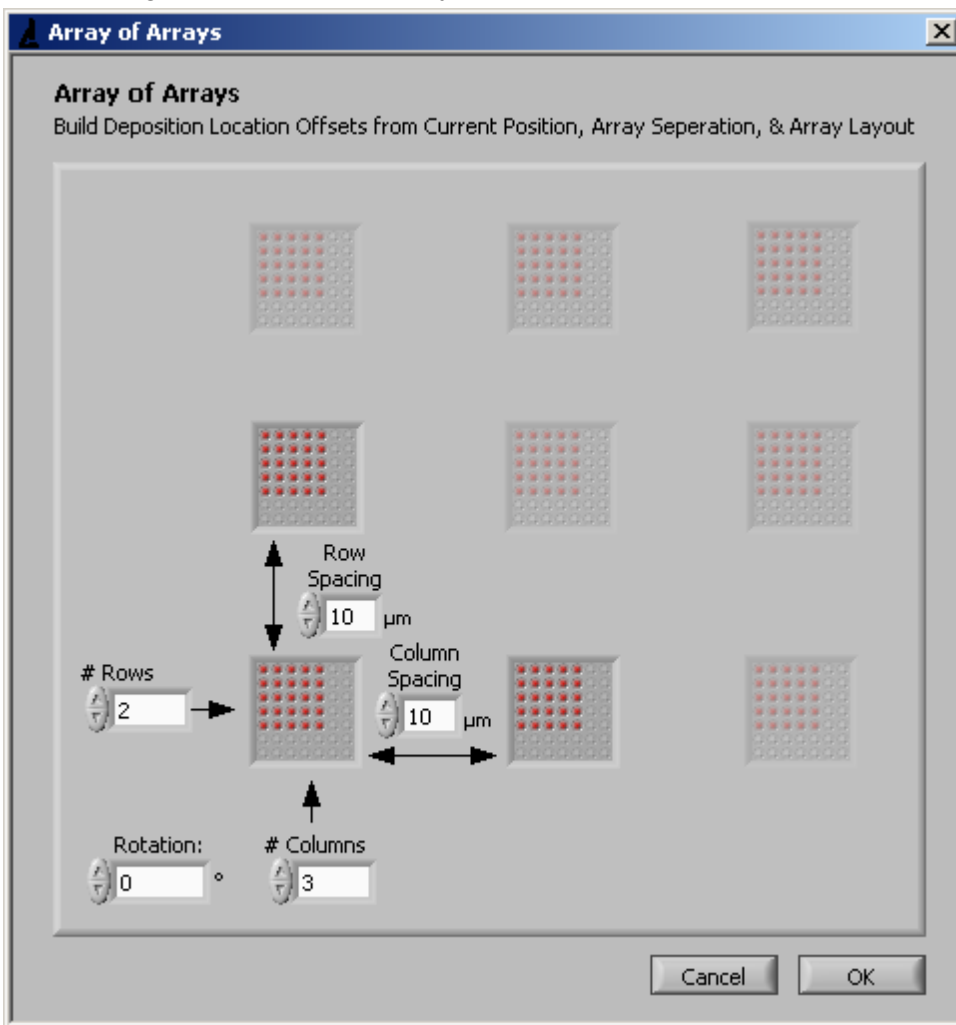 Array of Arrays
Array of Arrays
Build Deposition Location Offsets from Current Position, Array Seperation, & Array Layout
Row
Spacing
10 µm
# Rows
2
Column
Spacing
10 µm
Rotation:
0 °
# Columns
3
Cancel
OK